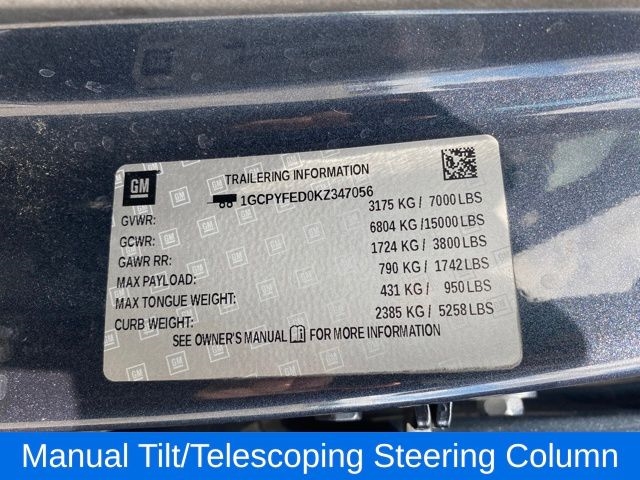 GM
TRAILERING INFORMATION
1GCPYFED0KZ347056
GVWR: 3175 KG / 7000 LBS
GCWR: 6804 KG /15000 LBS
GAWR RR: 1724 KG / 3800 LBS
MAX PAYLOAD: 790 KG / 1742 LBS
MAX TONGUE WEIGHT: 431 KG / 950 LBS
CURB WEIGHT: 2385 KG / 5258 LBS
SEE OWNER'S MANUAL FOR MORE INFORMATION
Manual Tilt/Telescoping Steering Column